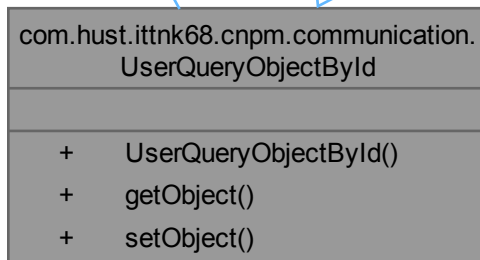 com.hust.ittnk68.cnpm.communication.
UserQueryObjectById
+ UserQueryObjectById()
+ getObject()
+ setObject()